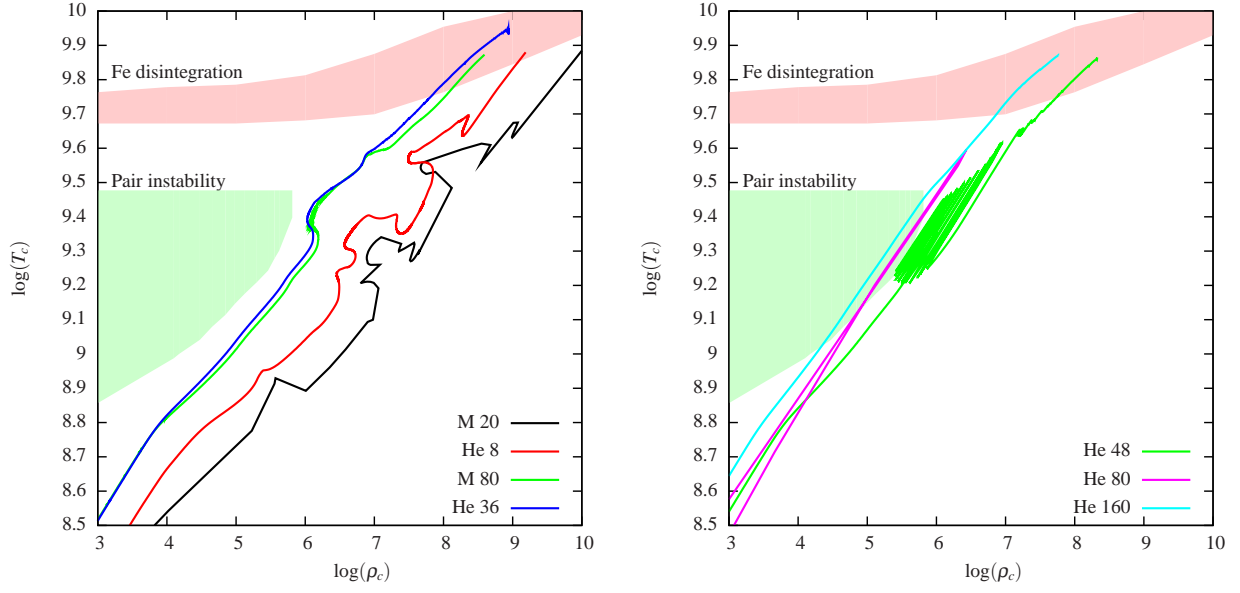 10
9.9
9.8
9.7
9.6
9.5
9.4
9.3
9.2
9.1
9
8.9
8.8
8.7
8.6
8.5
log(T_c)
Fe disintegration
Pair instability
M 20
He 8
M 80
He 36
3 4 5 6 7 8 9 10
log(ρ_c)
10
9.9
9.8
9.7
9.6
9.5
9.4
9.3
9.2
9.1
9
8.9
8.8
8.7
8.6
8.5
log(T_c)
Fe disintegration
Pair instability
He 48
He 80
He 160
3 4 5 6 7 8 9 10
log(ρ_c)